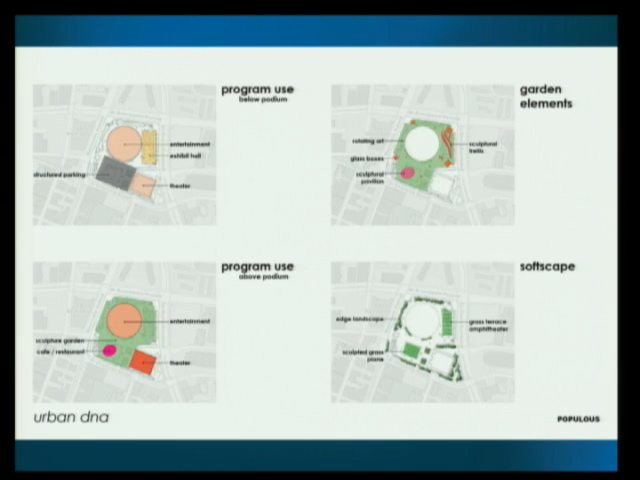 program use
below podium
entertainment
exhibit hall
structured parking
theater
garden
elements
rotating art
glass boxes
sculptural
pavilion
sculptural
trellis
program use
above podium
entertainment
sculpture garden
cafe / restaurant
theater
softscape
edge landscape
sculpted grass
plane
grass terrace
amphitheater
urban dna
POPULOUS